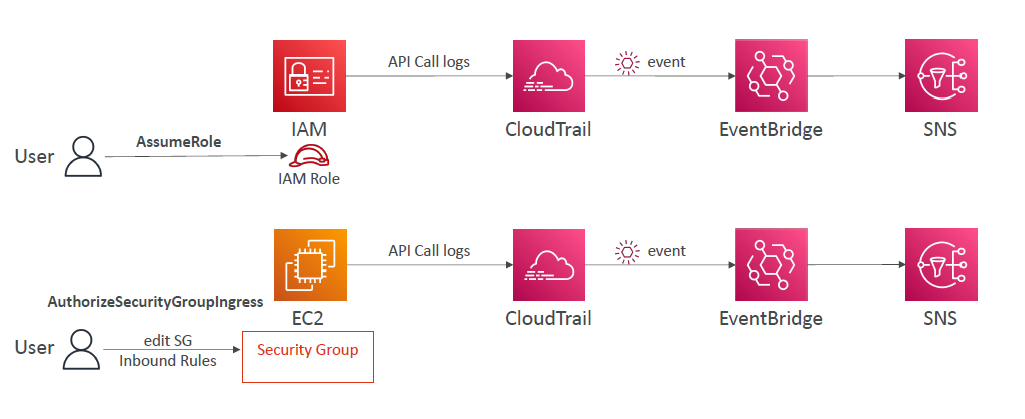 API Call logs
event
IAM
CloudTrail
EventBridge
SNS
User
AssumeRole
IAM Role
API Call logs
event
AuthorizeSecurityGroupIngress
EC2
CloudTrail
EventBridge
SNS
User
edit SG
Inbound Rules
Security Group